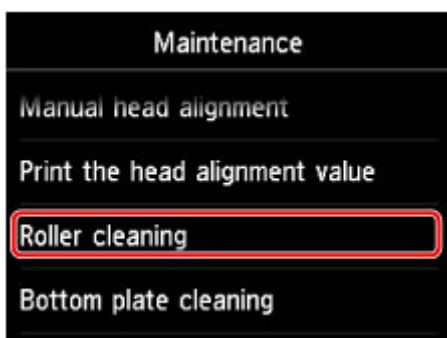 Maintenance
Manual head alignment
Print the head alignment value
Roller cleaning
Bottom plate cleaning